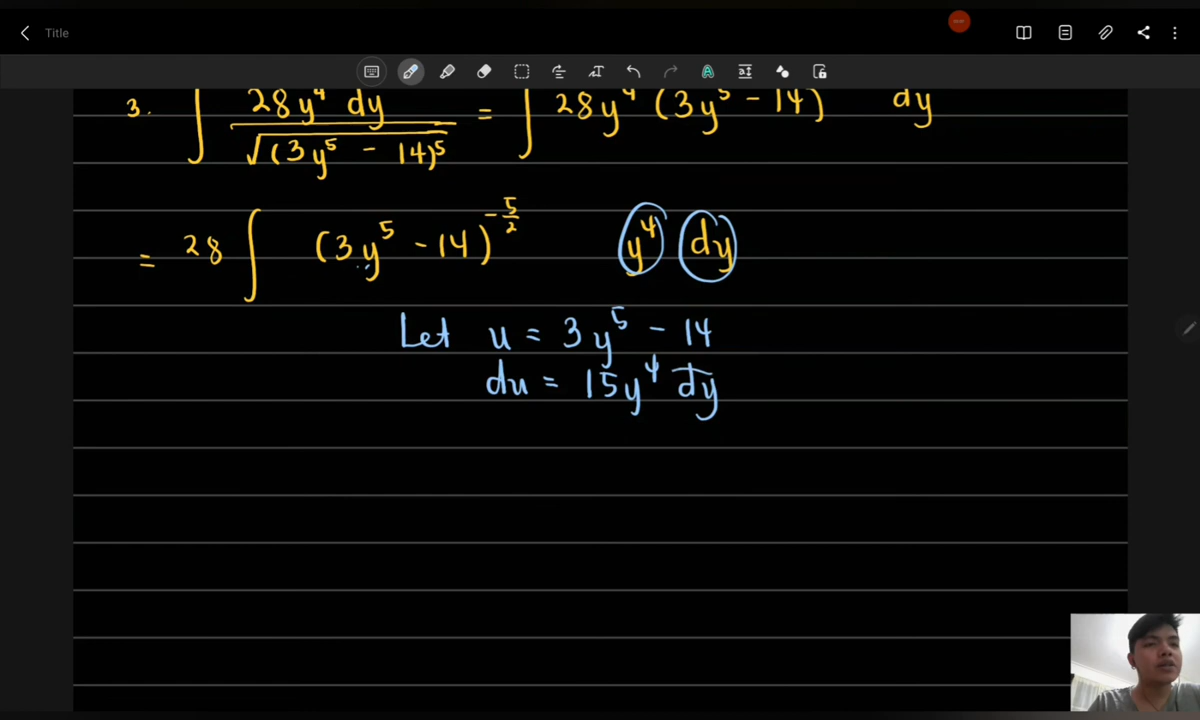 Title
3. ∫ 28y⁴ dy / √(3y⁵ - 14)⁵ = ∫ 28y⁴ (3y⁵ - 14) dy
= 28 ∫ (3y⁵ - 14)^(-5/2) y⁴ dy
Let u = 3y⁵ - 14
du = 15y⁴ dy